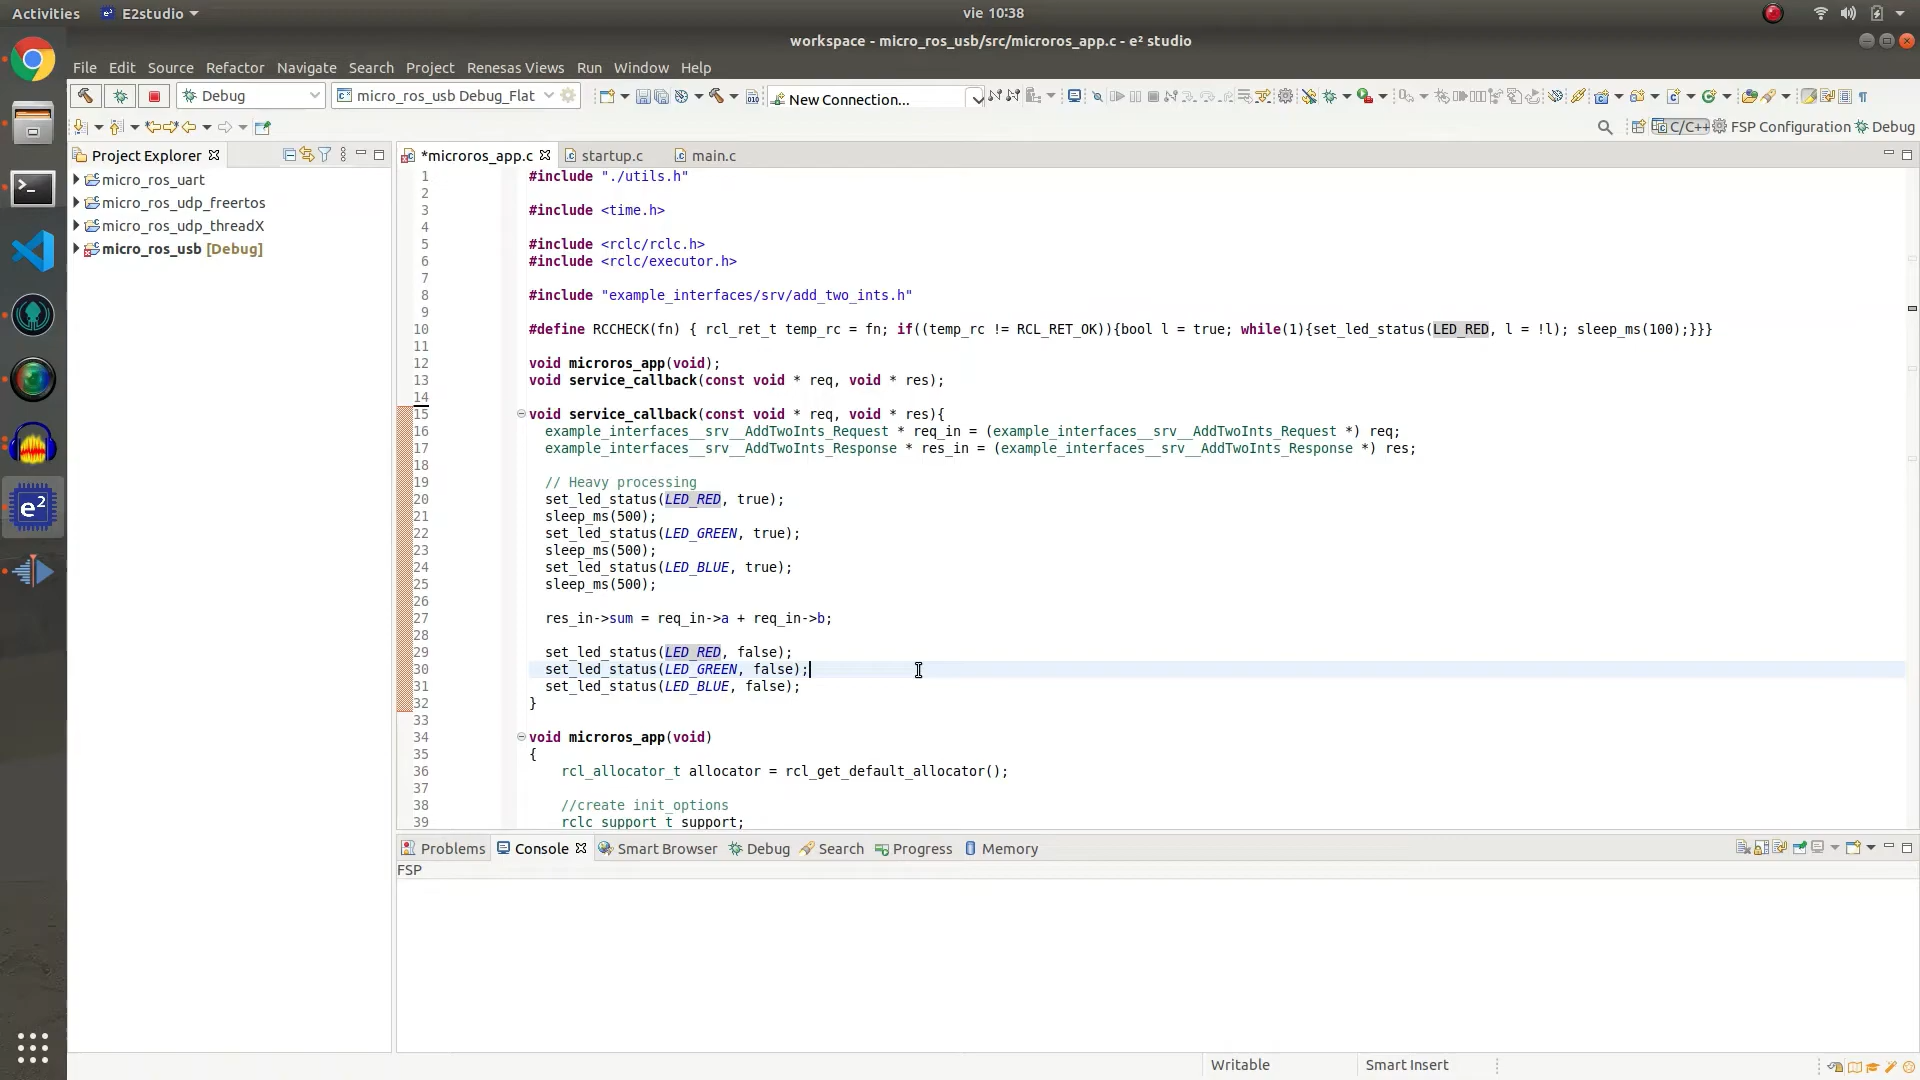 Activities E2studio vie 10:38
workspace - micro_ros_usb/src/microros_app.c - e² studio
File Edit Source Refactor Navigate Search Project Renesas Views Run Window Help
Debug micro_ros_usb Debug_Flat New Connection...
C/C++ FSP Configuration Debug
Project Explorer
micro_ros_uart
micro_ros_udp_freertos
micro_ros_udp_threadX
micro_ros_usb [Debug]
*microros_app.c startup.c main.c
1 #include "./utils.h"
2
3 #include <time.h>
4
5 #include <rclc/rclc.h>
6 #include <rclc/executor.h>
7
8 #include "example_interfaces/srv/add_two_ints.h"
9
10 #define RCCHECK(fn) { rcl_ret_t temp_rc = fn; if((temp_rc != RCL_RET_OK)){bool l = true; while(1){set_led_status(LED_RED, l = !l); sleep_ms(100);}}}
11
12 void microros_app(void);
13 void service_callback(const void * req, void * res);
14
15 void service_callback(const void * req, void * res){
16 example_interfaces__srv__AddTwoInts_Request * req_in = (example_interfaces__srv__AddTwoInts_Request *) req;
17 example_interfaces__srv__AddTwoInts_Response * res_in = (example_interfaces__srv__AddTwoInts_Response *) res;
18
19 // Heavy processing
20 set_led_status(LED_RED, true);
21 sleep_ms(500);
22 set_led_status(LED_GREEN, true);
23 sleep_ms(500);
24 set_led_status(LED_BLUE, true);
25 sleep_ms(500);
26
27 res_in->sum = req_in->a + req_in->b;
28
29 set_led_status(LED_RED, false);
30 set_led_status(LED_GREEN, false);
31 set_led_status(LED_BLUE, false);
32 }
33
34 void microros_app(void)
35 {
36 rcl_allocator_t allocator = rcl_get_default_allocator();
37
38 //create init_options
39 rclc_support_t support;
Problems Console Smart Browser Debug Search Progress Memory
FSP
Writable Smart Insert